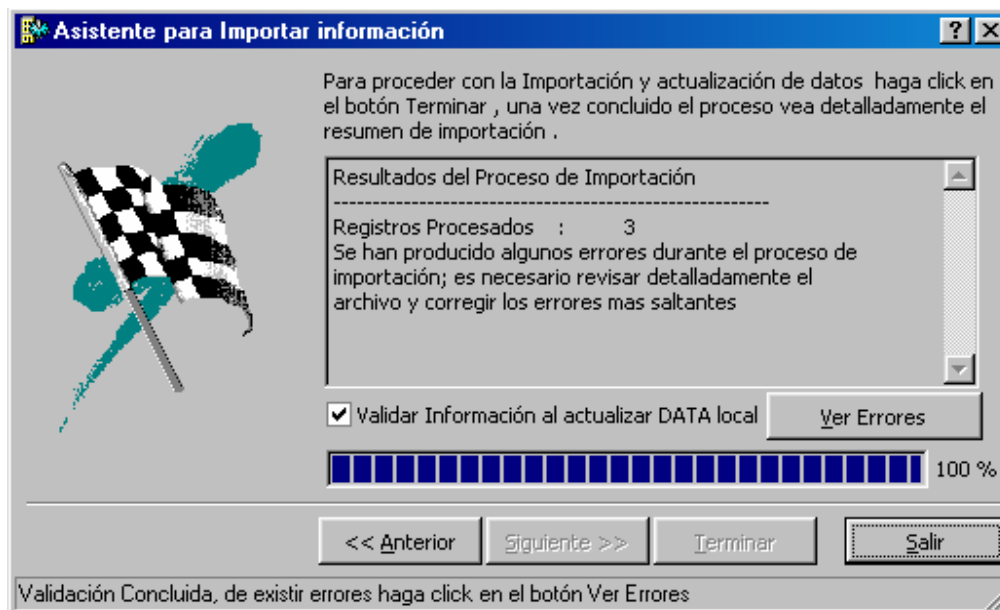 Asistente para Importar información
Para proceder con la Importación y actualización de datos haga click en
el botón Terminar , una vez concluido el proceso vea detalladamente el
resumen de importación .
Resultados del Proceso de Importación
--------------------------------------------------------
Registros Procesados : 3
Se han producido algunos errores durante el proceso de
importación; es necesario revisar detalladamente el
archivo y corregir los errores mas saltantes
Validar Información al actualizar DATA local
Ver Errores
100 %
<< Anterior
Siguiente >>
Terminar
Salir
Validación Concluida, de existir errores haga click en el botón Ver Errores